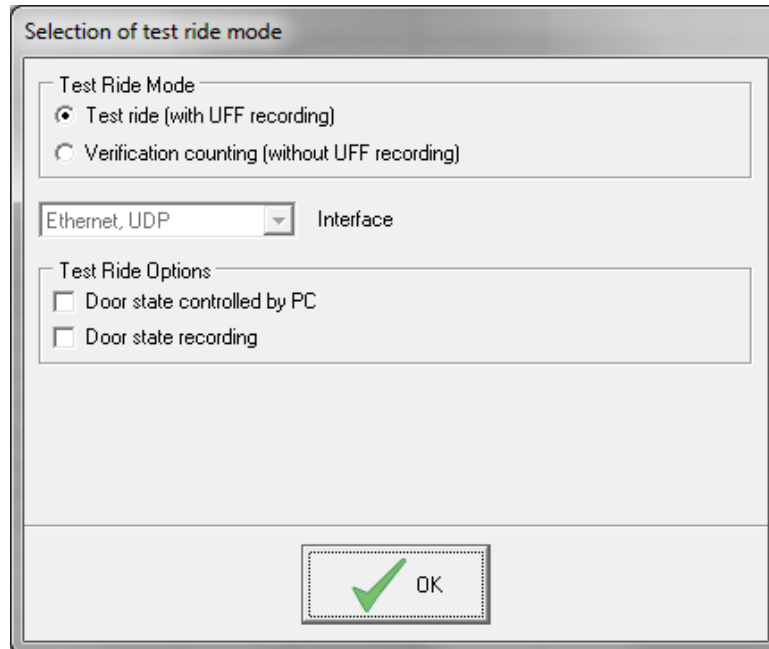 Selection of test ride mode
Test Ride Mode
Test ride (with UFF recording)
Verification counting (without UFF recording)
Ethernet, UDP Interface
Test Ride Options
Door state controlled by PC
Door state recording
OK